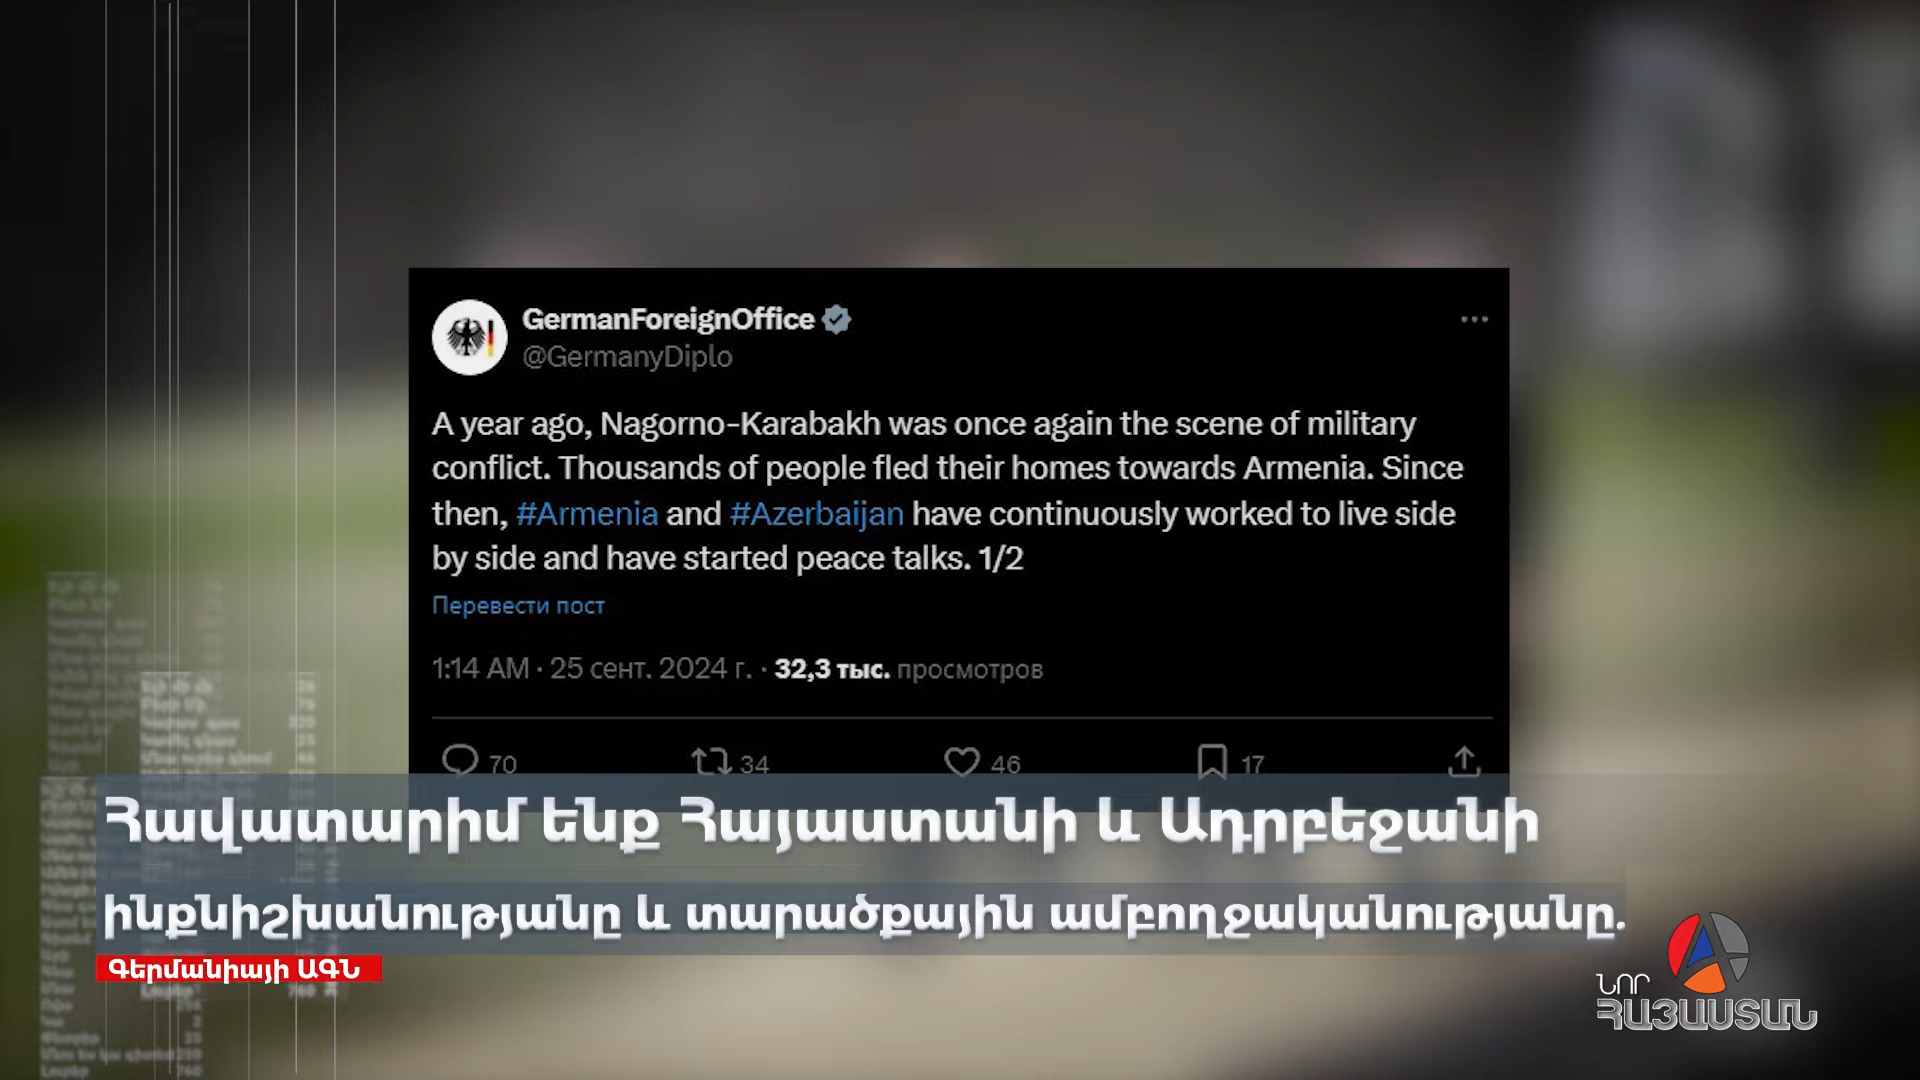 GermanForeignOffice
@GermanyDiplo
A year ago, Nagorno-Karabakh was once again the scene of military
conflict. Thousands of people fled their homes towards Armenia. Since
then, #Armenia and #Azerbaijan have continuously worked to live side
by side and have started peace talks. 1/2
Перевести пост
1:14 AM · 25 сент. 2024 г. · 32,3 тыс. просмотров
70 34 46 17
Հավատարիմ ենք Հայաստանի և Ադրբեջանի
ինքնիշխանությանը և տարածքային ամբողջականությանը.
Գերմանիայի ԱԳՆ
ՆՈՐ
ՀԱՅԱՍՏԱՆ